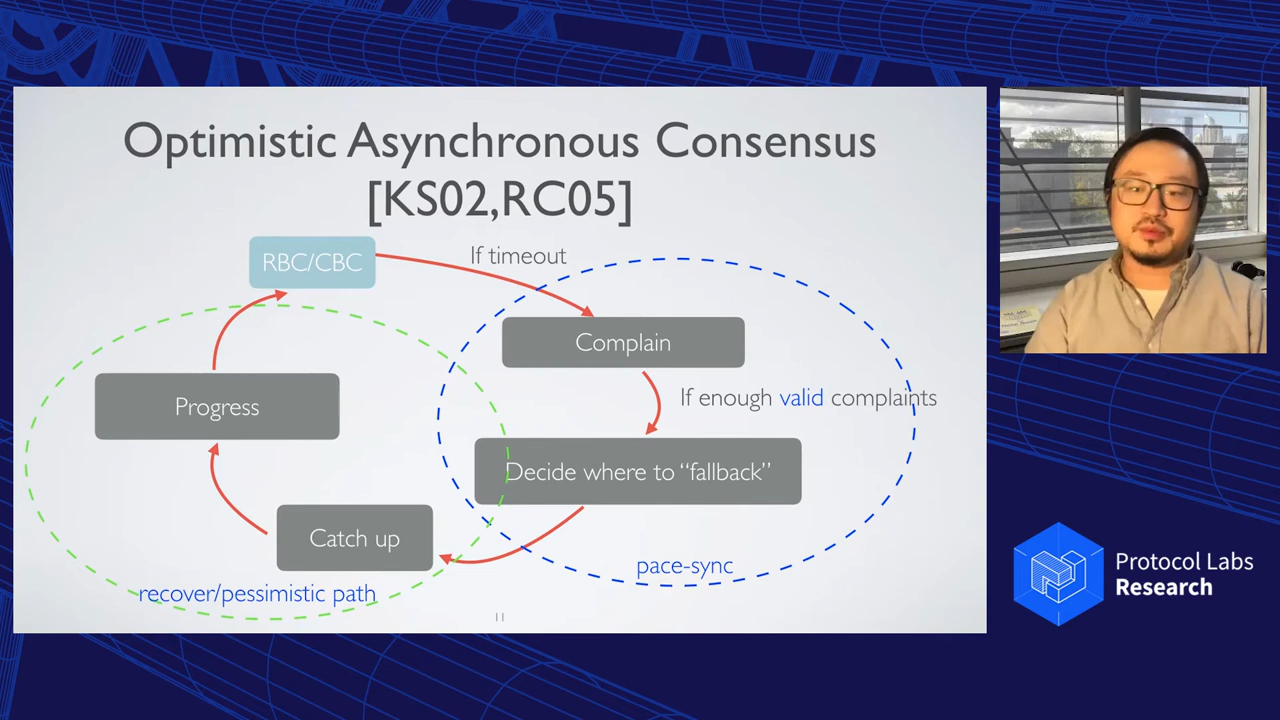 Optimistic Asynchronous Consensus
[KS02,RC05]
RBC/CBC
If timeout
Complain
If enough valid complaints
Progress
Decide where to “fallback”
Catch up
pace-sync
recover/pessimistic path
11
Protocol Labs
Research